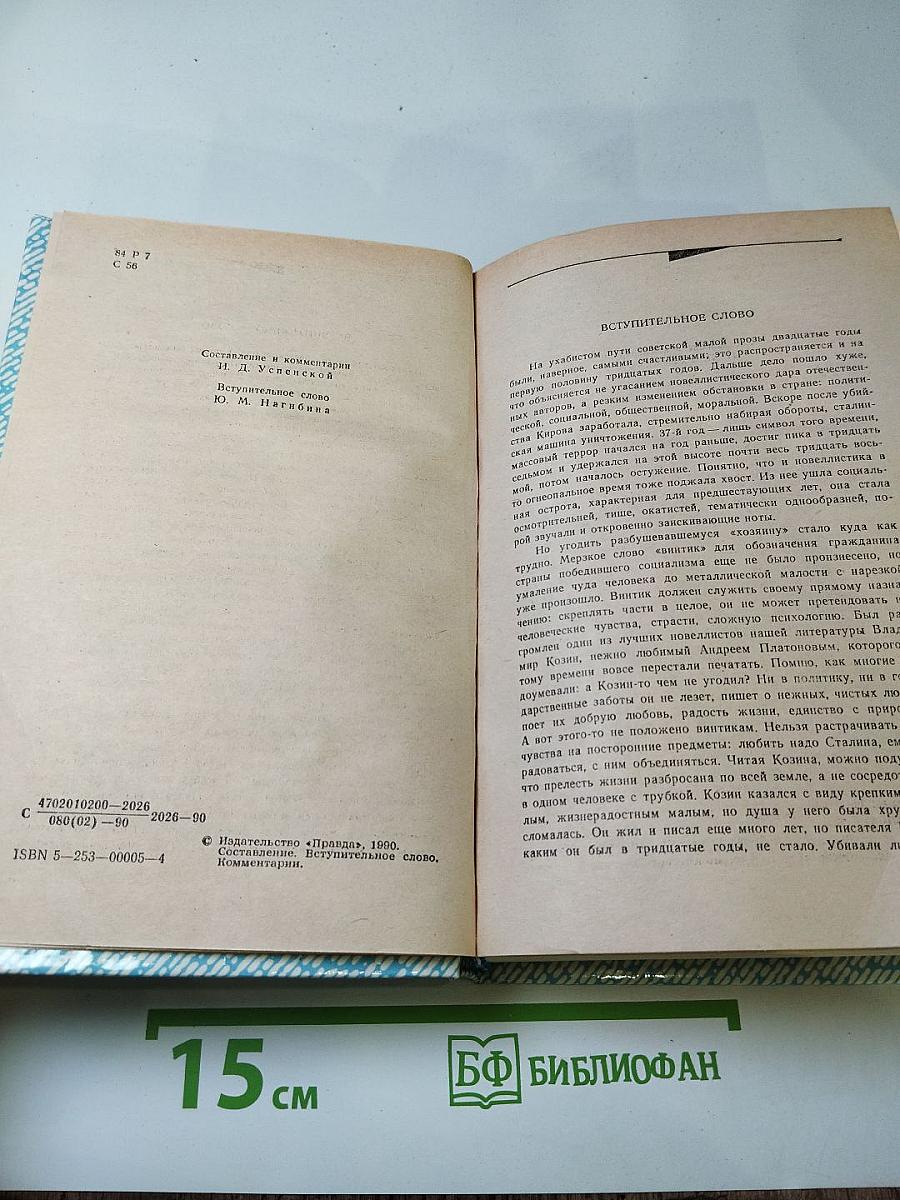 84 Р 7
С 56
Составление и комментарии
И. Д. Успенской
Вступительное слово
Ю. М. Нагибина
С 4702010200—2026
080(02)—90 2026—90
© Издательство «Правда», 1990.
Составление. Вступительное слово.
Комментарии.
ISBN 5—253—00005—4
ВСТУПИТЕЛЬНОЕ СЛОВО
На ухабистом пути советской малой прозы двадцатые годы
были, наверное, самыми счастливыми; это распространяется и на
первую половину тридцатых годов. Дальше дело пошло хуже,
что объясняется не угасанием новеллистического дара отечествен-
ных авторов, а резким изменением обстановки в стране: полити-
ческой, социальной, общественной, моральной. Вскоре после убий-
ства Кирова заработала, стремительно набирая обороты, сталин-
ская машина уничтожения. 37-й год — лишь символ того времени,
массовый террор начался на год раньше, достиг пика в тридцать
седьмом и удержался на этой высоте почти весь тридцать вось-
мой, потом началось остужение. Понятно, что и новеллистика в
то огнеопальное время тоже поджала хвост. Из нее ушла социаль-
ная острота, характерная для предшествующих лет, она стала
осмотрительней, тише, окатистей, тематически однообразней, по-
рой звучали и откровенно заискивающие ноты.
Но угодить разбушевавшемуся «хозяину» стало куда как
трудно. Мерзкое слово «винтик» для обозначения гражданина
страны победившего социализма еще не было произнесено, но
умаление чуда человека до металлической малости с нарезкой
уже произошло. Винтик должен служить своему прямому назна
чению: скреплять части в целое, он не может претендовать н
человеческие чувства, страсти, сложную психологию. Был ра
громлен один из лучших новеллистов нашей литературы Влад
мир Козин, нежно любимый Андреем Платоновым, которого
тому времени вовсе перестали печатать. Помню, как многие
доумевали: а Козин-то чем не угодил? Ни в политику, ни в го
дарственные заботы он не лезет, пишет о нежных, чистых лю
поет их добрую любовь, радость жизни, единство с приро
А вот этого-то не положено винтикам. Нельзя растрачивать
чувства на посторонние предметы: любить надо Сталина, ем
радоваться, с ним объединяться. Читая Козина, можно поду
что прелесть жизни разбросана по всей земле, а не сосредот
в одном человеке с трубкой. Козин казался с виду крепким
лым, жизнерадостным малым, но душа у него была хру
сломалась. Он жил и писал еще много лет, но писателя
каким он был в тридцатые годы, не стало. Убивали ли
15 см
БФ БИБЛИОФАН